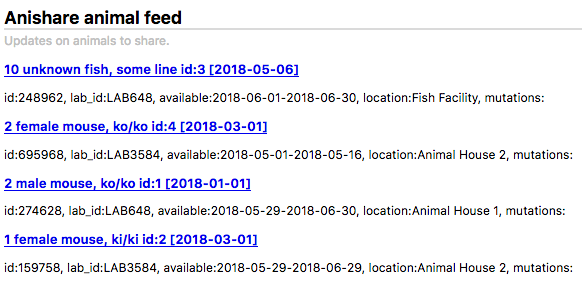 Anishare animal feed
Updates on animals to share.
10 unknown fish, some line id:3 [2018-05-06]
id:248962, lab_id:LAB648, available:2018-06-01-2018-06-30, location:Fish Facility, mutations:
2 female mouse, ko/ko id:4 [2018-03-01]
id:695968, lab_id:LAB3584, available:2018-05-01-2018-05-16, location:Animal House 2, mutations:
2 male mouse, ko/ko id:1 [2018-01-01]
id:274628, lab_id:LAB648, available:2018-05-29-2018-06-30, location:Animal House 1, mutations:
1 female mouse, ki/ki id:2 [2018-03-01]
id:159758, lab_id:LAB3584, available:2018-05-29-2018-06-29, location:Animal House 2, mutations: